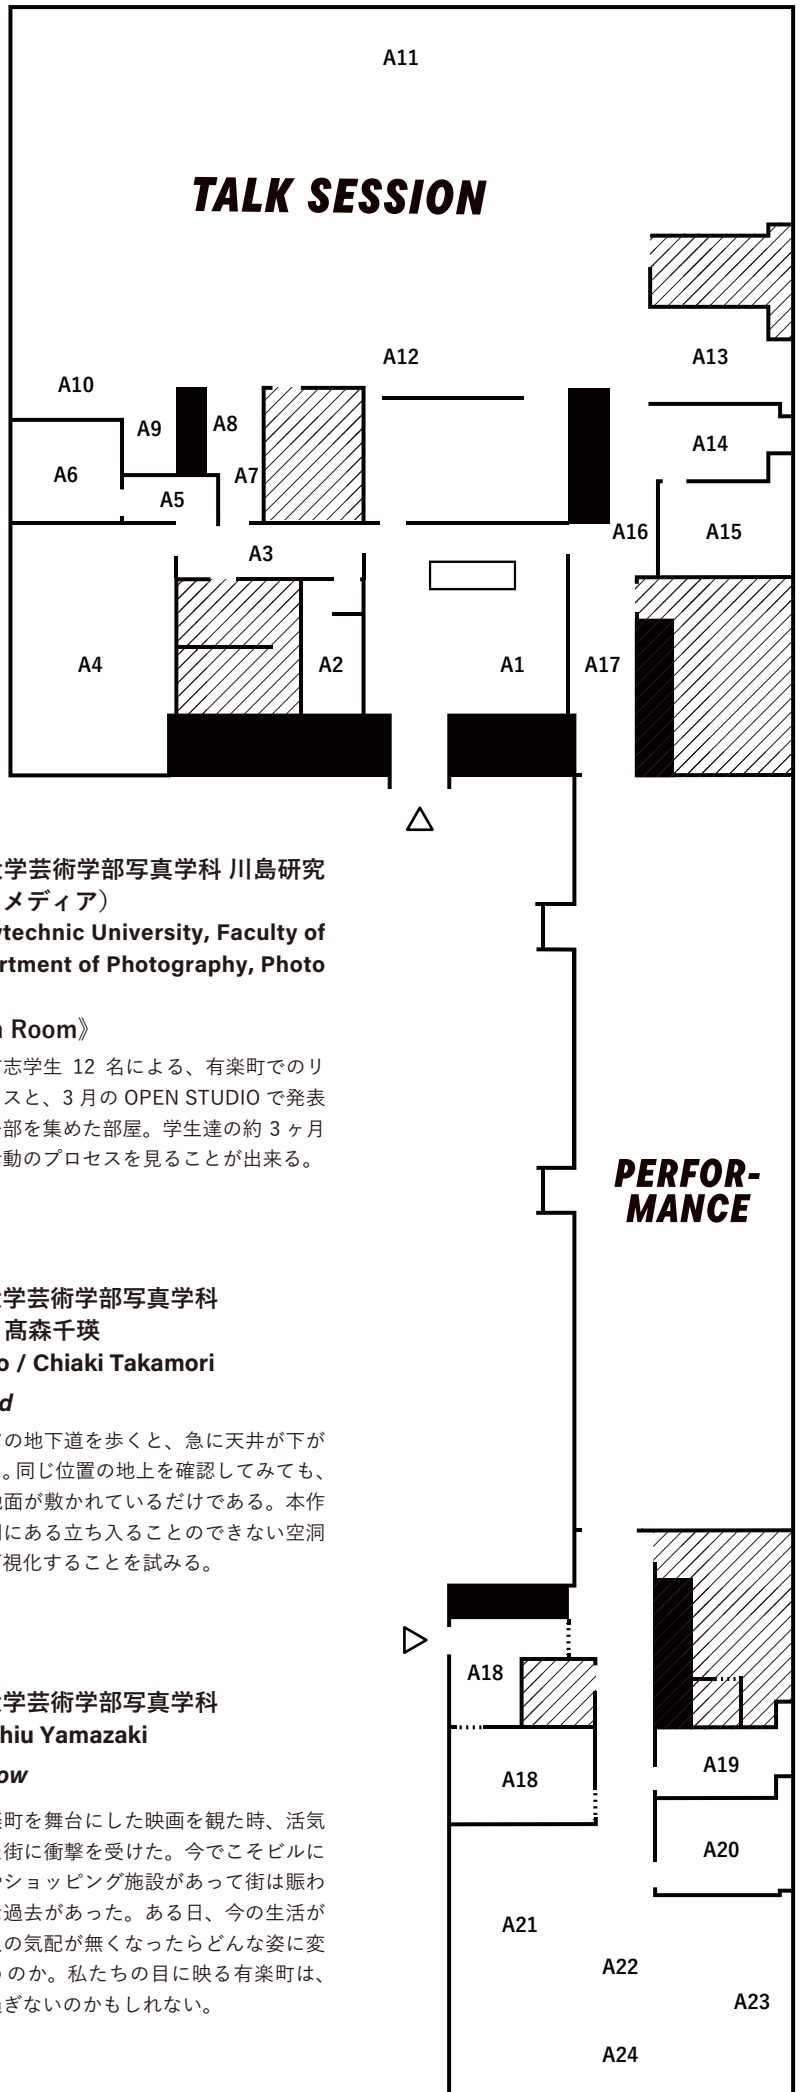 A11
TALK SESSION
A12
A13
A10
A9
A8
A14
A6
A7
A5
A16
A15
A3
A4
A2
A1
A17
学芸術学部写真学科 川島研究
メディア）
ytechnic University, Faculty of
rtment of Photography, Photo
Room》
志学生 12 名による、有楽町でのリ
スと、3 月の OPEN STUDIO で発表
部を集めた部屋。学生達の約 3 ヶ月
動のプロセスを見ることが出来る。
PERFOR-
MANCE
学芸術学部写真学科
髙森千瑛
o / Chiaki Takamori
d
の地下道を歩くと、急に天井が下が
。同じ位置の地上を確認してみても、
地面が敷かれているだけである。本作
にある立ち入ることのできない空洞
可視化することを試みる。
A18
学芸術学部写真学科
hiu Yamazaki
A19
ow
A18
楽町を舞台にした映画を観た時、活気
街に衝撃を受けた。今でこそビルに
やショッピング施設があって街は賑わ
過去があった。ある日、今の生活が
の気配が無くなったらどんな姿に変
のか。私たちの目に映る有楽町は、
過ぎないのかもしれない。
A20
A21
A22
A23
A24